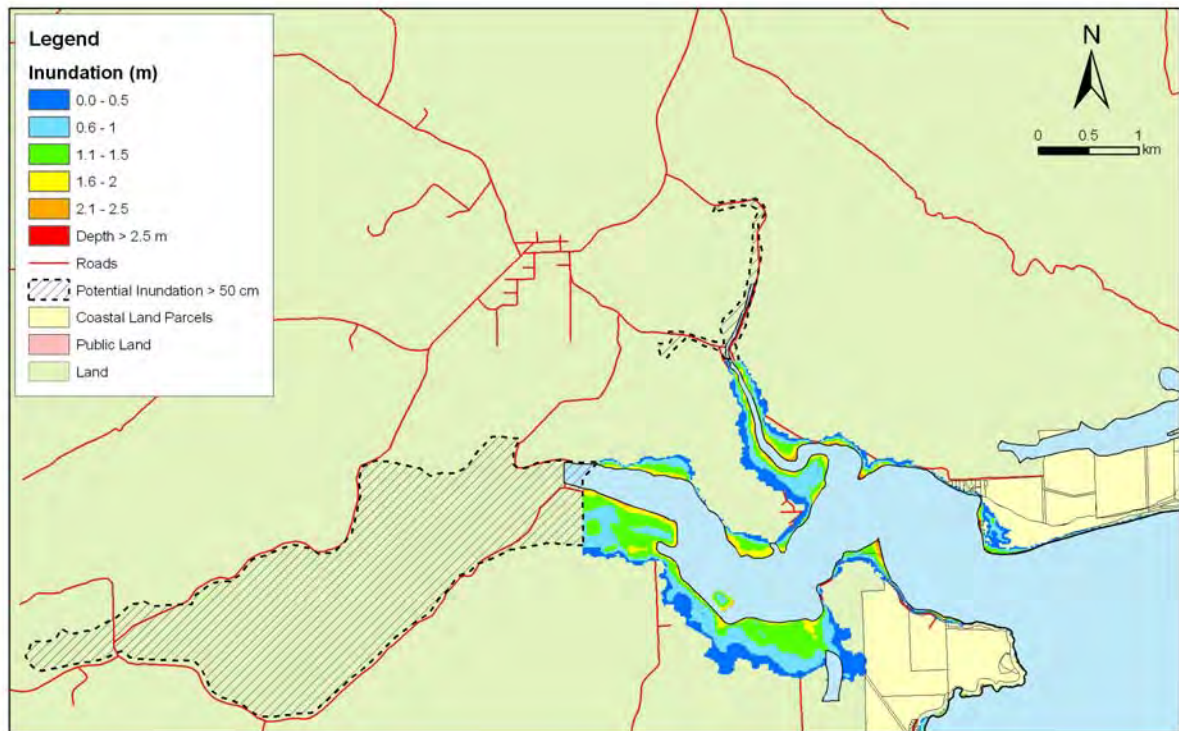 Legend
Inundation (m)
0.0 - 0.5
0.6 - 1
1.1 - 1.5
1.6 - 2
2.1 - 2.5
Depth > 2.5 m
Roads
Potential Inundation > 50 cm
Coastal Land Parcels
Public Land
Land
N
0 0.5 1
km